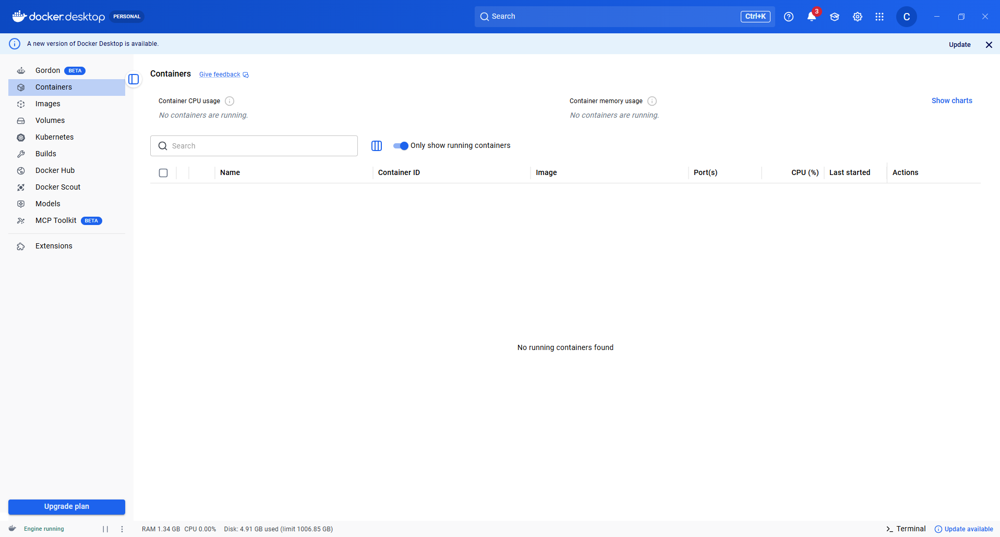 docker.desktop PERSONAL
Search Ctrl+K
3
C
A new version of Docker Desktop is available.
Update
Gordon BETA
Containers
Images
Volumes
Kubernetes
Builds
Docker Hub
Docker Scout
Models
MCP Toolkit BETA
Extensions
Upgrade plan
Containers Give feedback
Container CPU usage
No containers are running.
Container memory usage
No containers are running.
Show charts
Search
Only show running containers
Name Container ID Image Port(s) CPU (%) Last started Actions
No running containers found
Engine running
RAM 1.34 GB CPU 0.00% Disk: 4.91 GB used (limit 1006.85 GB)
>_ Terminal
Update available